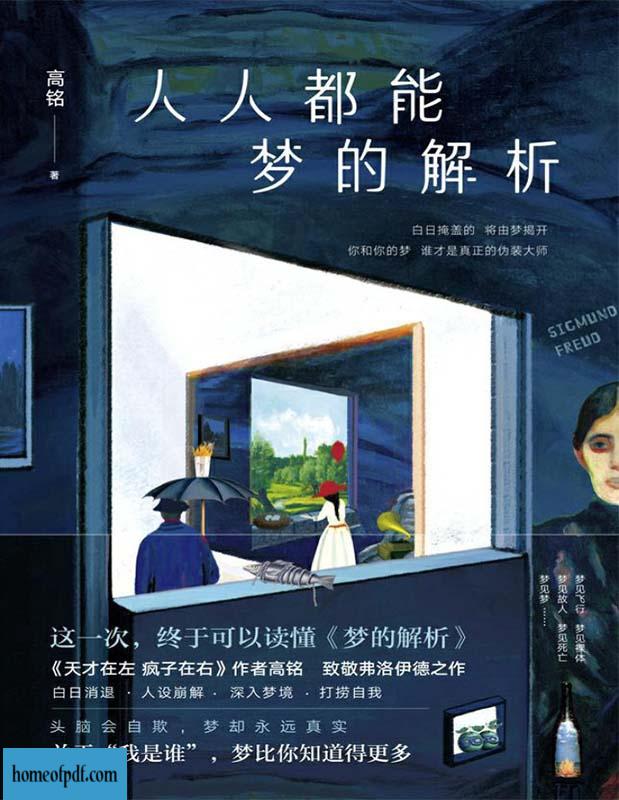 高铭
著
人人都能
梦的解析
白日掩盖的 将由梦揭开
你和你的梦 谁才是真正的伪装大师
SIGMUND
FREUD
梦见飞行 梦见裸体
梦见故人 梦见死亡
梦见梦……
这一次，终于可以读懂《梦的解析》
《天才在左 疯子在右》作者高铭 致敬弗洛伊德之作
白日消退 · 人设崩解 · 深入梦境 · 打捞自我
头脑会自欺，梦却永远真实
“我是谁”，梦比你知道得更多
homeofpdf.com